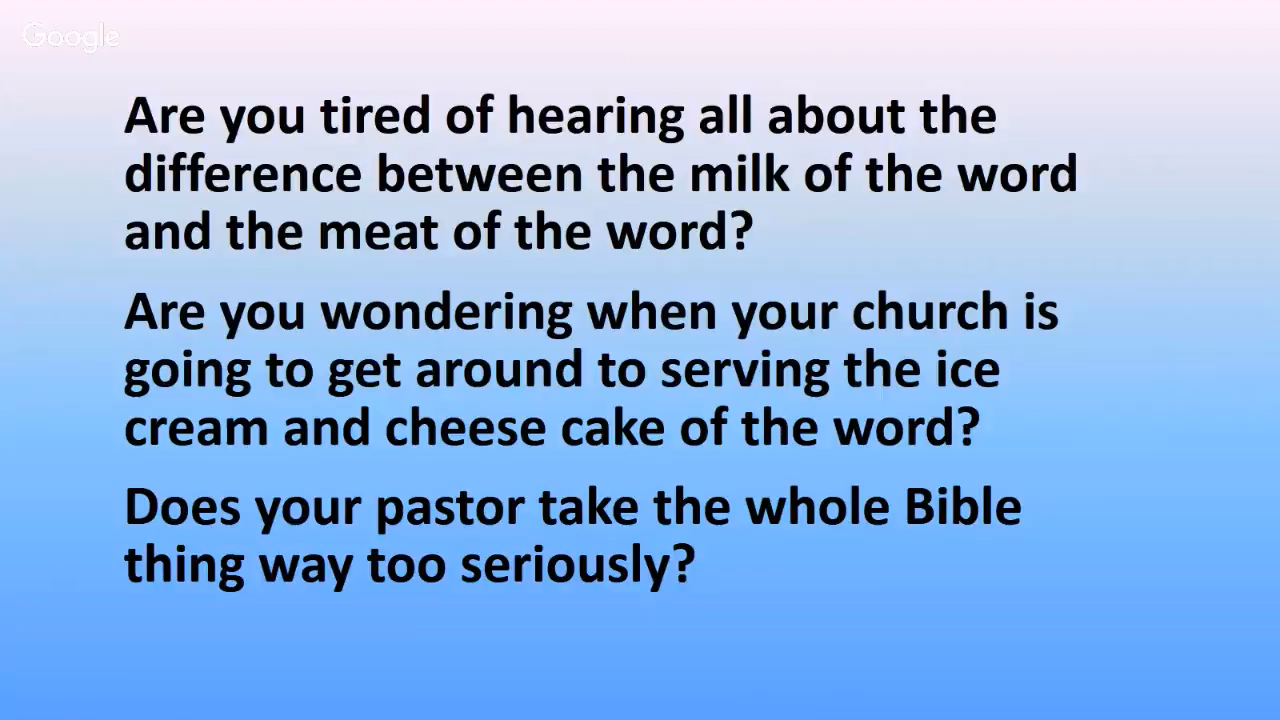 Google
Are you tired of hearing all about the
difference between the milk of the word
and the meat of the word?
Are you wondering when your church is
going to get around to serving the ice
cream and cheese cake of the word?
Does your pastor take the whole Bible
thing way too seriously?